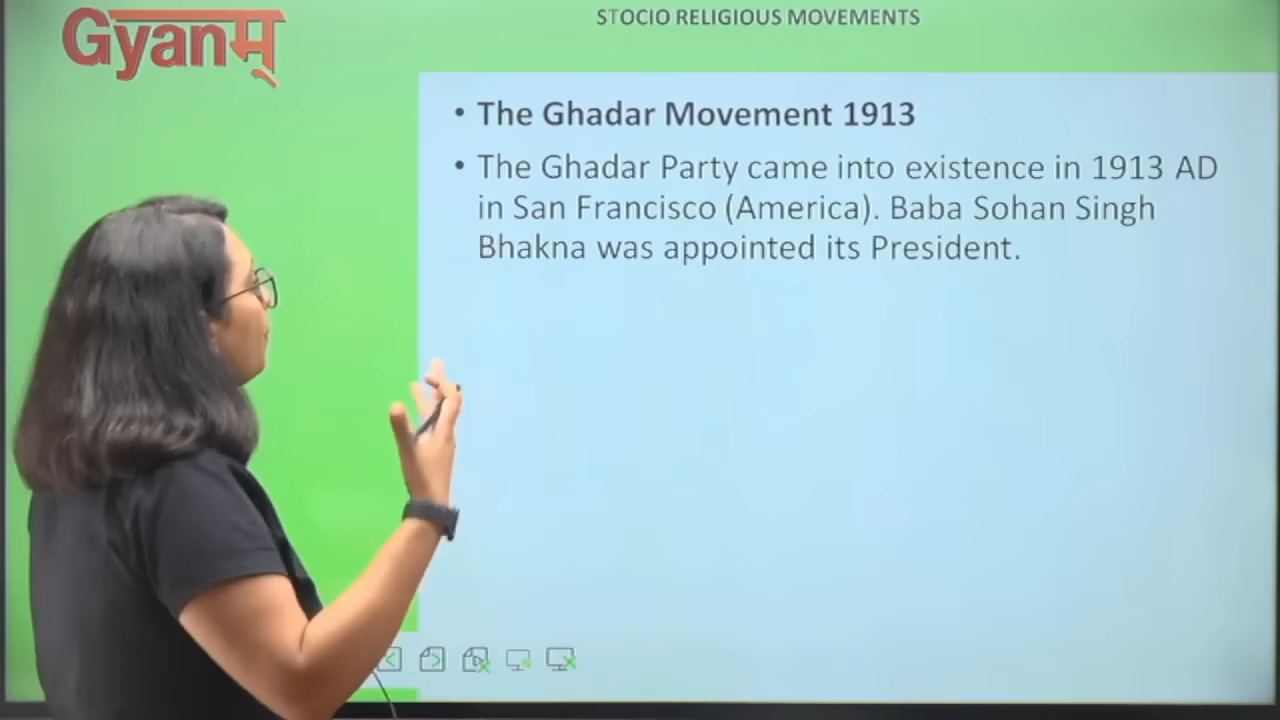 Gyanम्
STOCIO RELIGIOUS MOVEMENTS
• The Ghadar Movement 1913
• The Ghadar Party came into existence in 1913 AD
in San Francisco (America). Baba Sohan Singh
Bhakna was appointed its President.